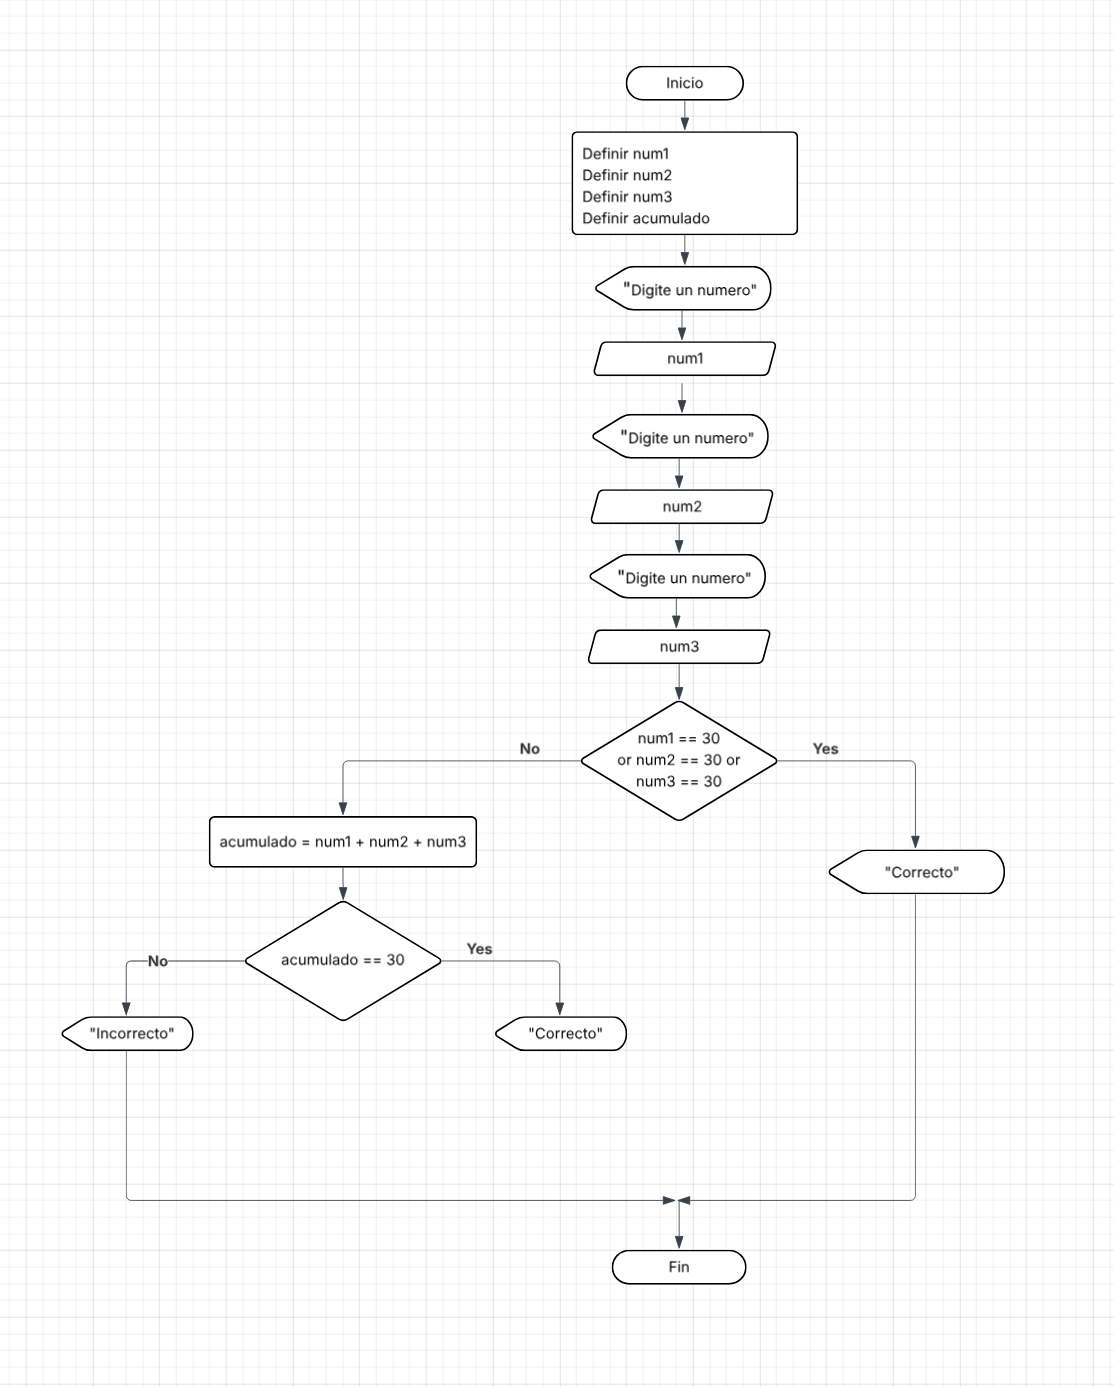 Inicio
Definir num1
Definir num2
Definir num3
Definir acumulado
"Digite un numero"
num1
"Digite un numero"
num2
"Digite un numero"
num3
num1 == 30
or num2 == 30 or
num3 == 30
No
Yes
acumulado = num1 + num2 + num3
"Correcto"
acumulado == 30
No
Yes
"Incorrecto"
"Correcto"
Fin